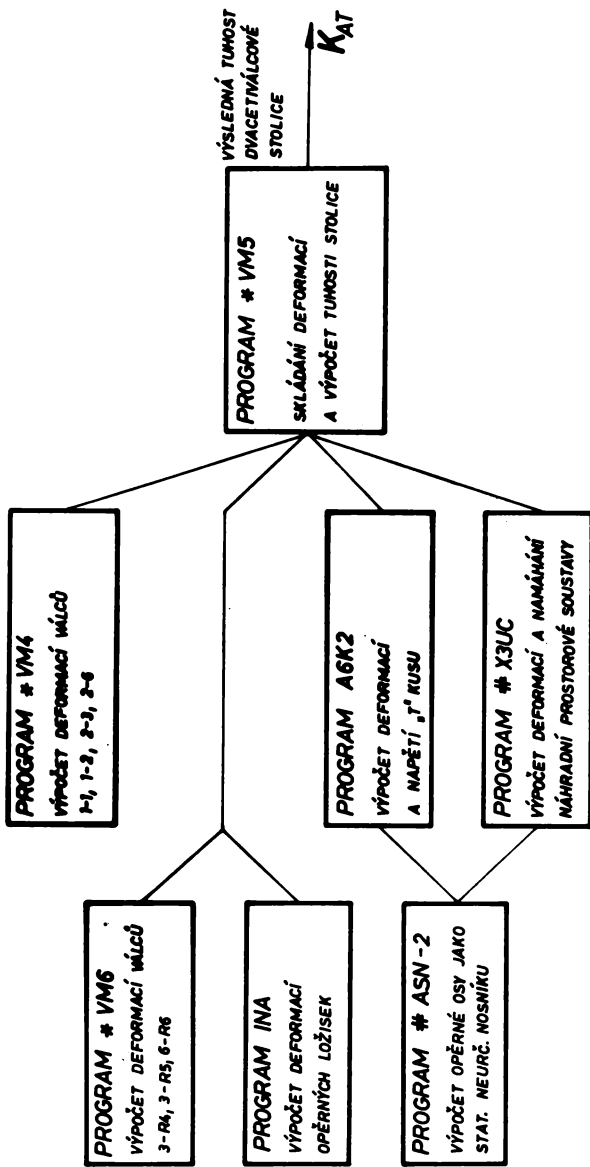 PROGRAM * VM6
VÝPOČET DEFORMACÍ VÁLCŮ
3-R4, 3-R5, 6-R6
PROGRAM INA
VÝPOČET DEFORMACÍ
OPĚRNÝCH LOŽISEK
PROGRAM # ASN-2
VÝPOČET OPĚRNÉ OSY JAKO
STAT. NEURČ. NOSNÍKU
PROGRAM * VM4
VÝPOČET DEFORMACÍ VÁLCŮ
1-1, 1-2, 2-3, 2-6
PROGRAM A6K2
VÝPOČET DEFORMACÍ
A NAPĚTÍ „T" KUSU
PROGRAM # X3UC
VÝPOČET DEFORMACÍ A NAMÁHÁNÍ
NÁHRADNÍ PROSTOROVÉ SOUSTAVY
PROGRAM * VM5
SKLÁDÁNÍ DEFORMACÍ
A VÝPOČET TUHOSTI STOLICE
VÝSLEDNÁ TUHOST
DVACETIVÁLCOVÉ
STOLICE
KAT